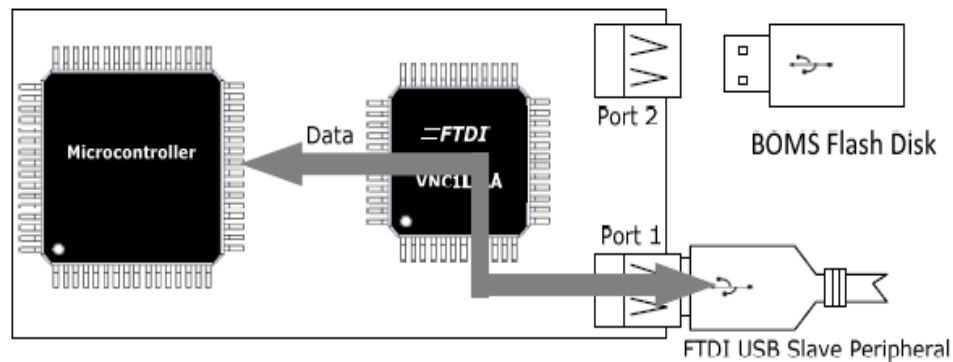 Microcontroller
Data
FTDI
VNC1L
A
Port 2
BOMS Flash Disk
Port 1
FTDI USB Slave Peripheral